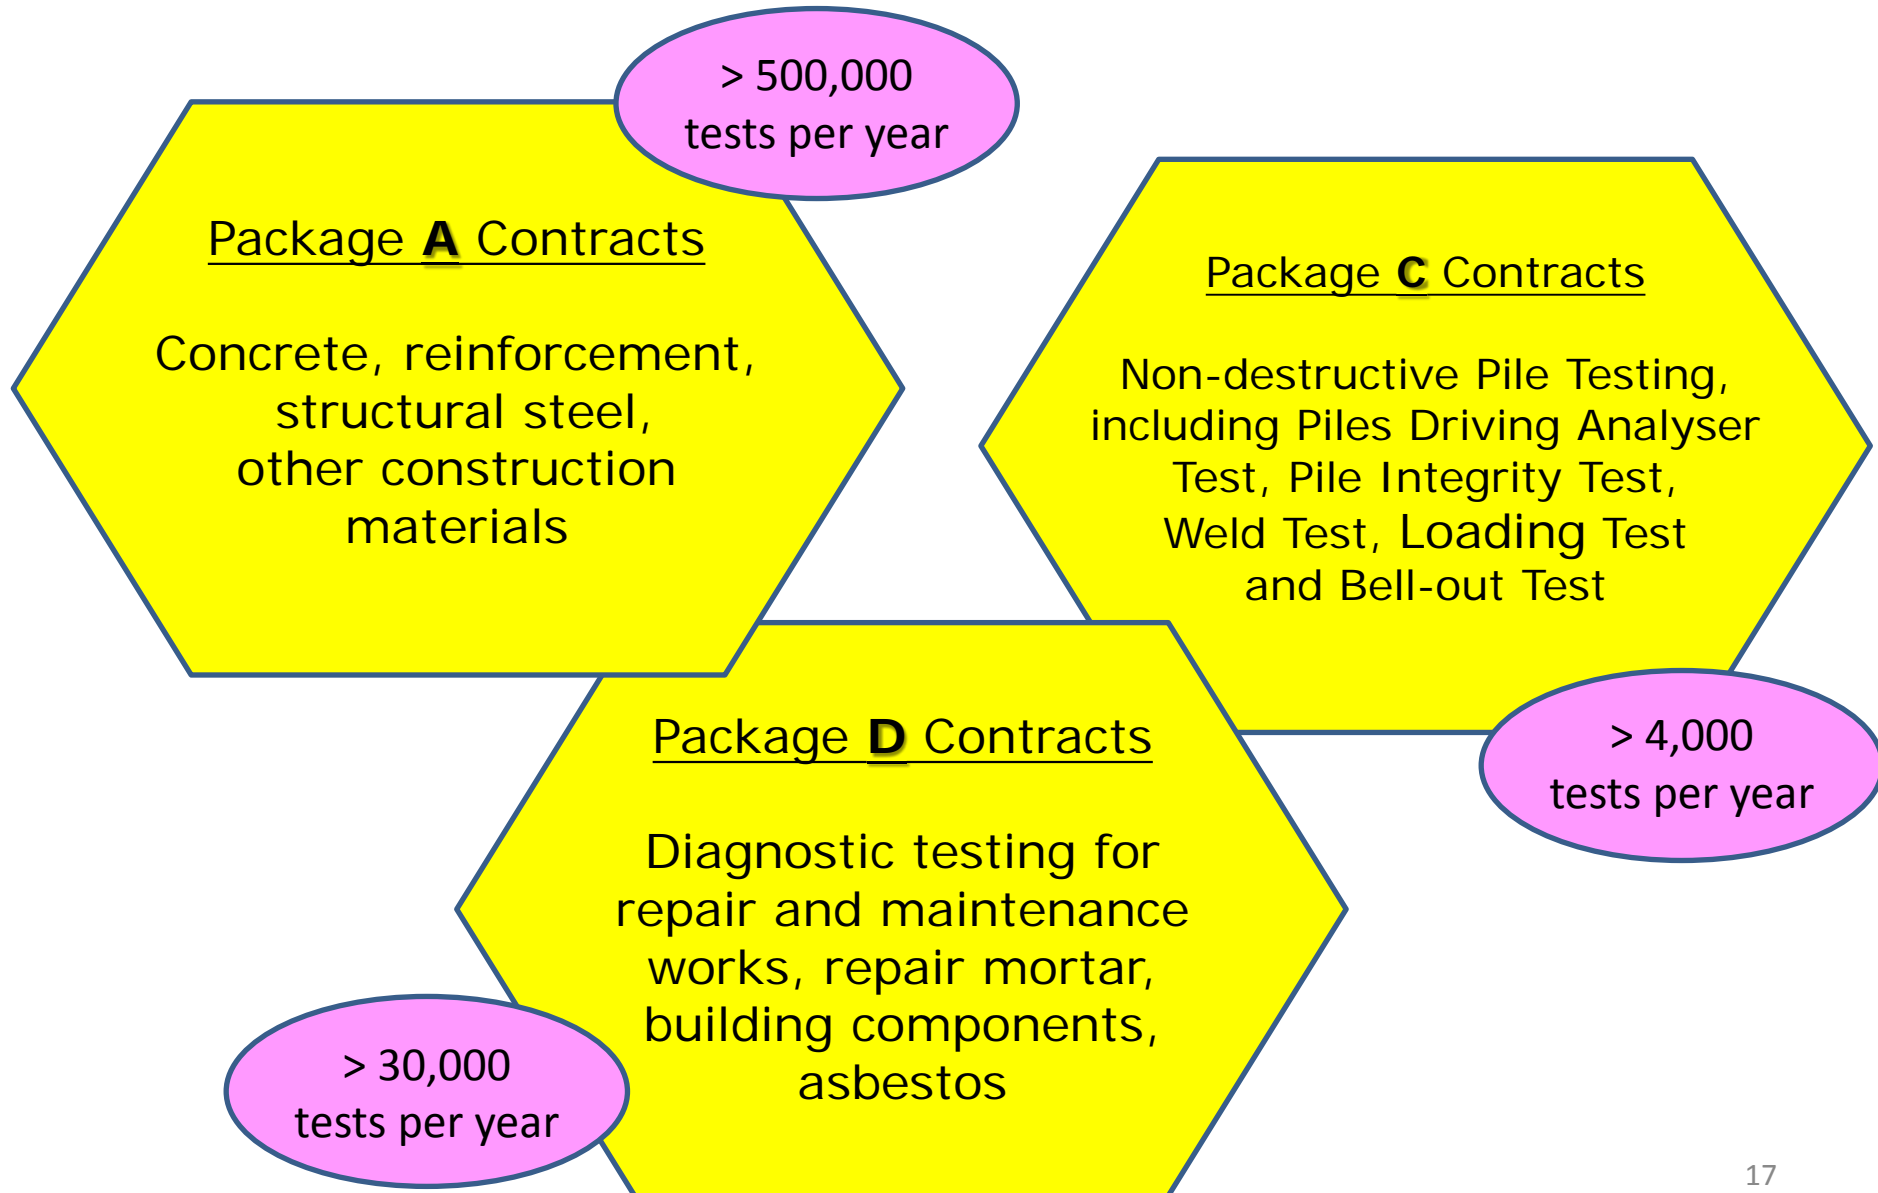 > 500,000
tests per year
Package A Contracts
Concrete, reinforcement,
structural steel,
other construction
materials
Package C Contracts
Non-destructive Pile Testing,
including Piles Driving Analyser
Test, Pile Integrity Test,
Weld Test, Loading Test
and Bell-out Test
> 4,000
tests per year
Package D Contracts
Diagnostic testing for
repair and maintenance
works, repair mortar,
building components,
asbestos
> 30,000
tests per year
17